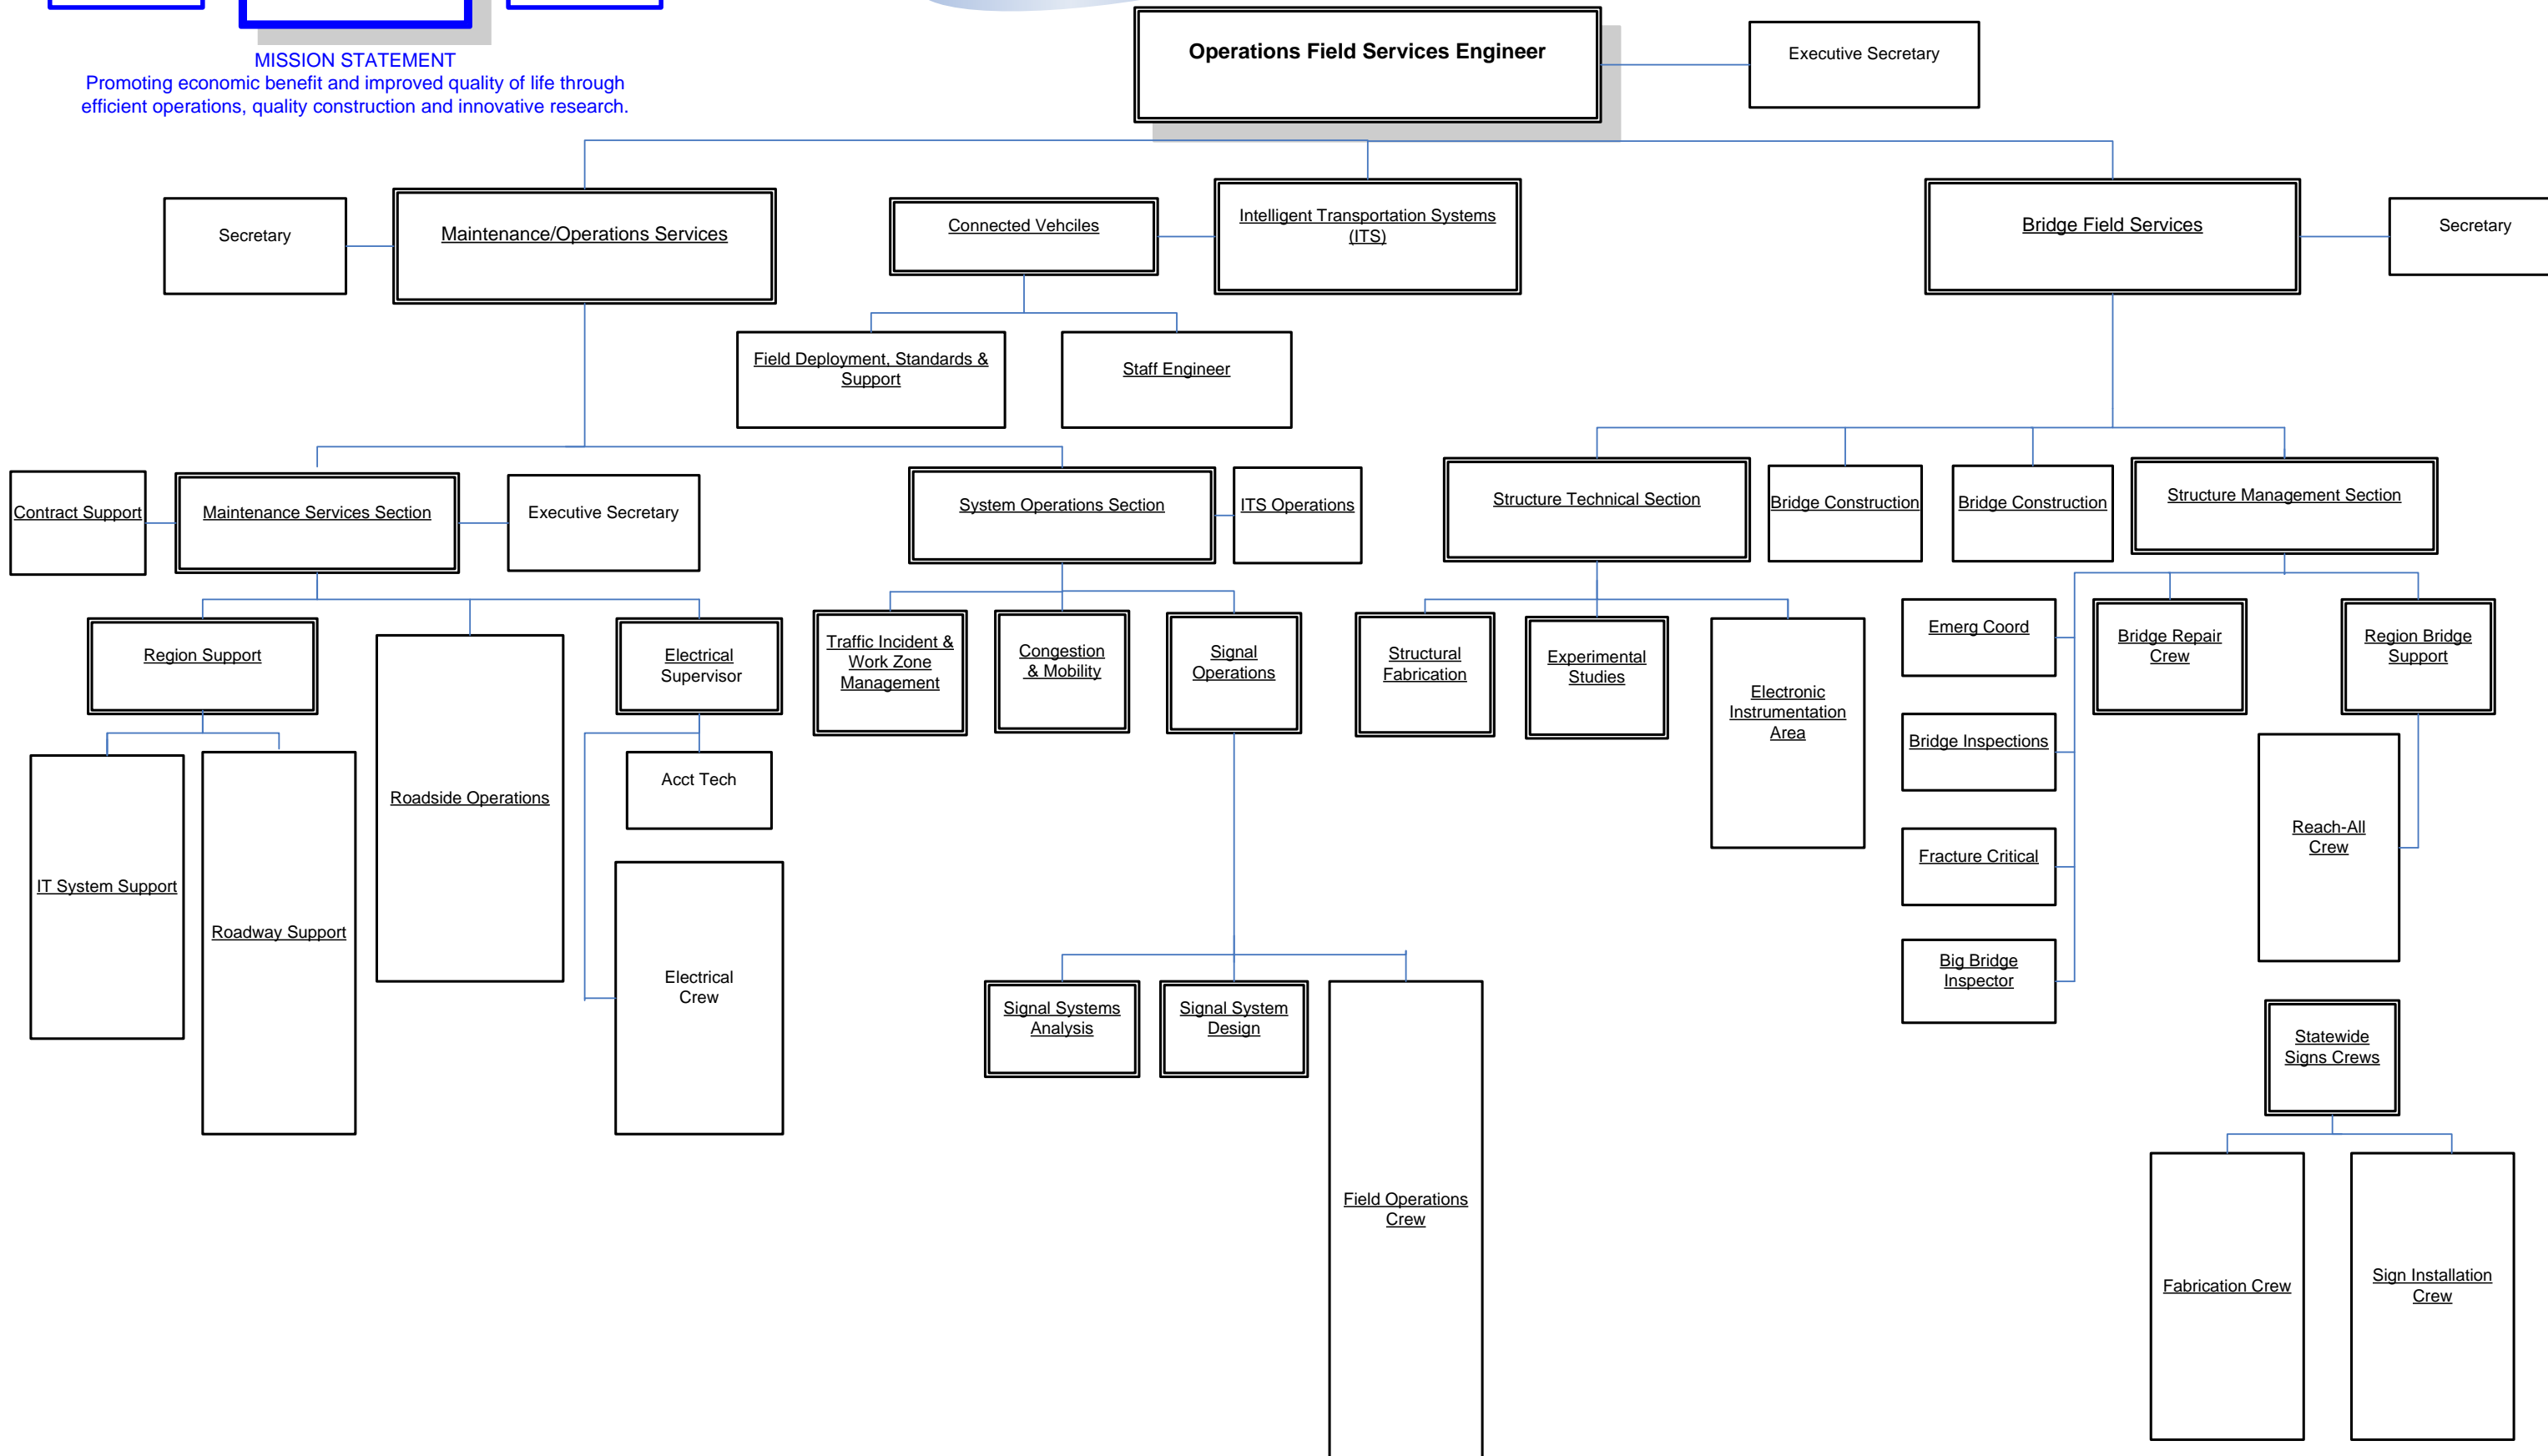 MISSION STATEMENT
Promoting economic benefit and improved quality of life through
efficient operations, quality construction and innovative research.
Operations Field Services Engineer
Executive Secretary
Secretary
Maintenance/Operations Services
Connected Vehciles
Intelligent Transportation Systems
(ITS)
Bridge Field Services
Secretary
Field Deployment, Standards &
Support
Staff Engineer
Contract Support
Maintenance Services Section
Executive Secretary
System Operations Section
ITS Operations
Structure Technical Section
Bridge Construction
Bridge Construction
Structure Management Section
Region Support
Electrical
Supervisor
Traffic Incident &
Work Zone
Management
Congestion
& Mobility
Signal
Operations
Structural
Fabrication
Experimental
Studies
Electronic
Instrumentation
Area
Emerg Coord
Bridge Repair
Crew
Region Bridge
Support
Bridge Inspections
Acct Tech
Roadside Operations
Reach-All
Crew
Fracture Critical
IT System Support
Roadway Support
Electrical
Crew
Big Bridge
Inspector
Signal Systems
Analysis
Signal System
Design
Statewide
Signs Crews
Field Operations
Crew
Fabrication Crew
Sign Installation
Crew